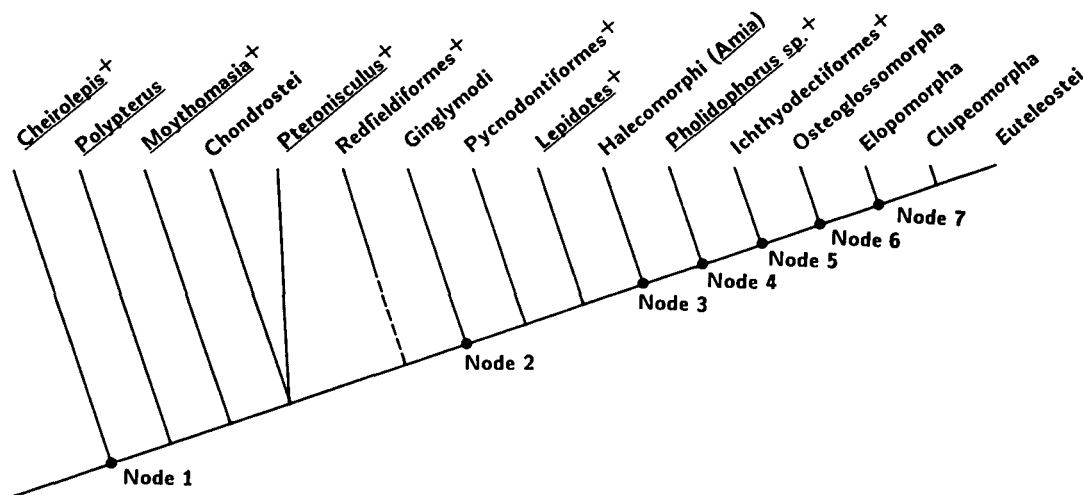 Cheirolepis+
Polypterus
Moythomasia+
Chondrostei
Pteronisculus+
Redfieldiformes+
Ginglymodi
Pycnodontiformes+
Lepidotes+
Halecomorphi (Amia)
Pholidophorus sp.+
Ichthyodectiformes+
Osteoglossomorpha
Elopomorpha
Clupeomorpha
Euteleostei
Node 7
Node 6
Node 5
Node 4
Node 3
Node 2
Node 1